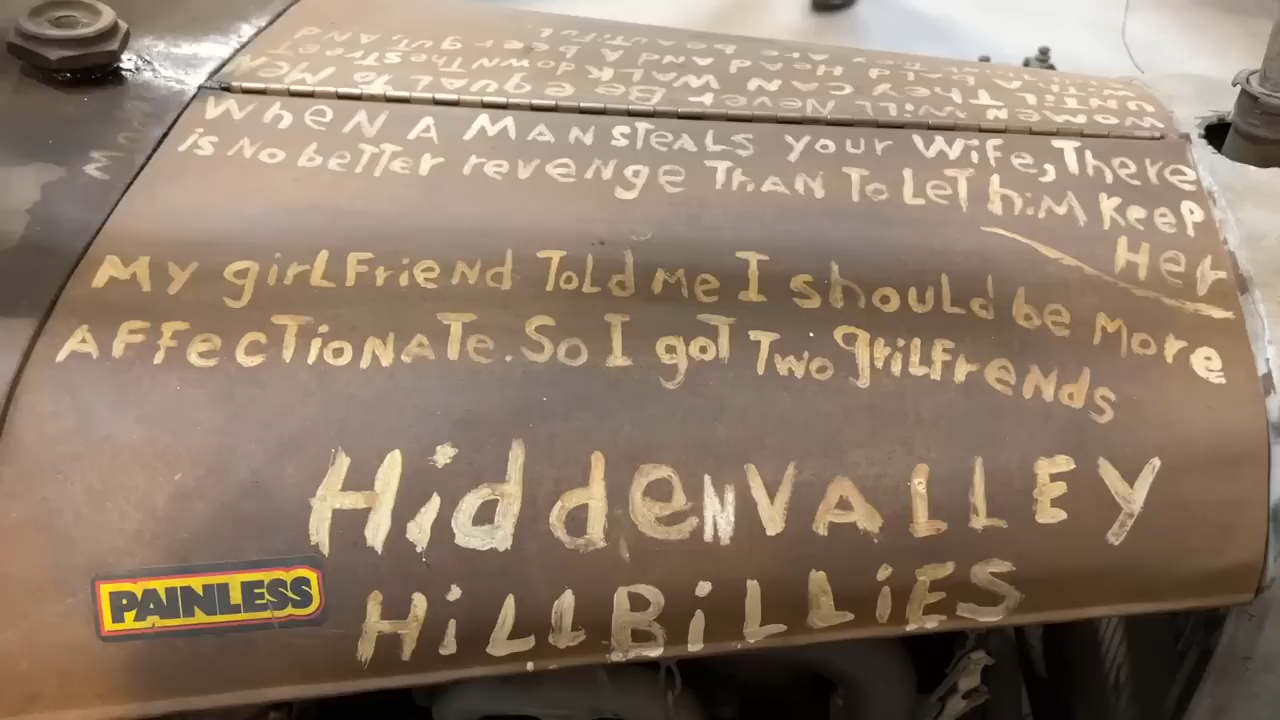 WOMEN WiLL Never Be equAL To MeN
UNTiL They CAN WALK down The STreeT
wiTh A bALd HeAd ANd A beer guT, ANd
They Are beAuTiFuL
WheN A MAN sTeALs your Wife, There
is No beTTer revenge ThAN To LeT hiM Keep
Her
My girLFrieNd ToLd Me I shouLd be More
AFFecTioNATe. So I goT Two griLFreNds
HiddeN VALLEY
HiLLBiLLiES
PAINLESS